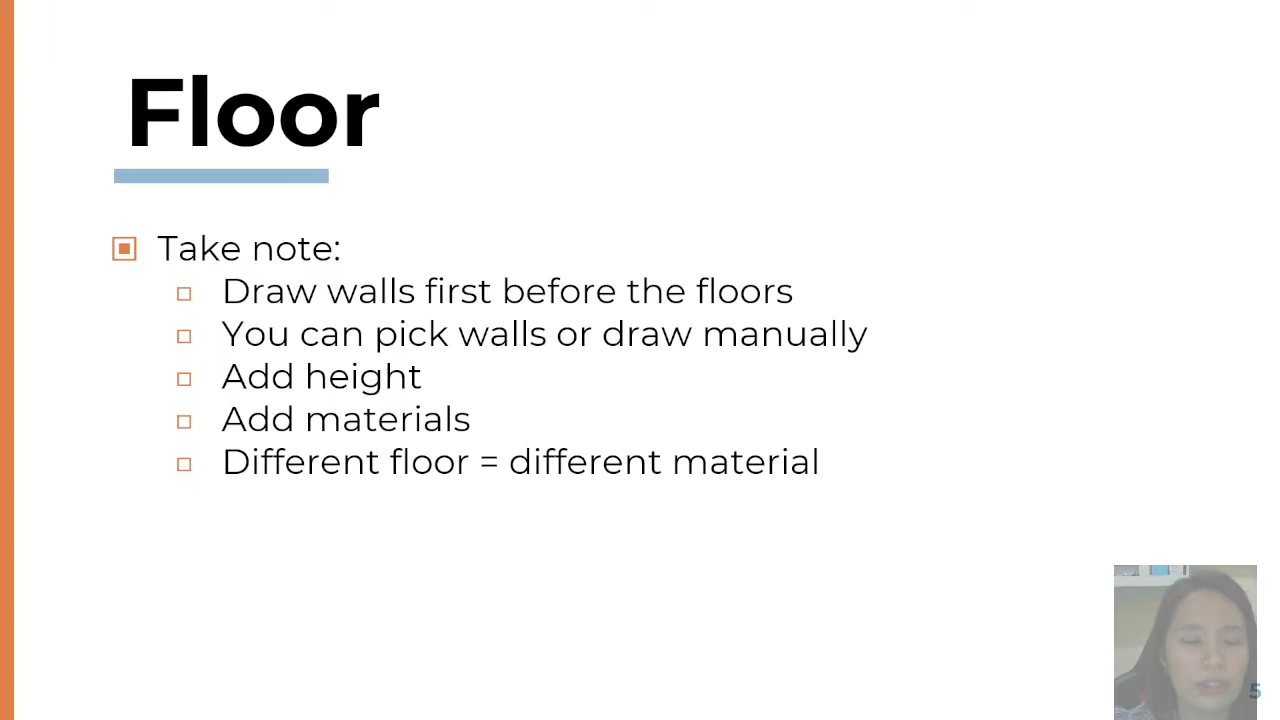 Floor
Take note:
Draw walls first before the floors
You can pick walls or draw manually
Add height
Add materials
Different floor = different material
5